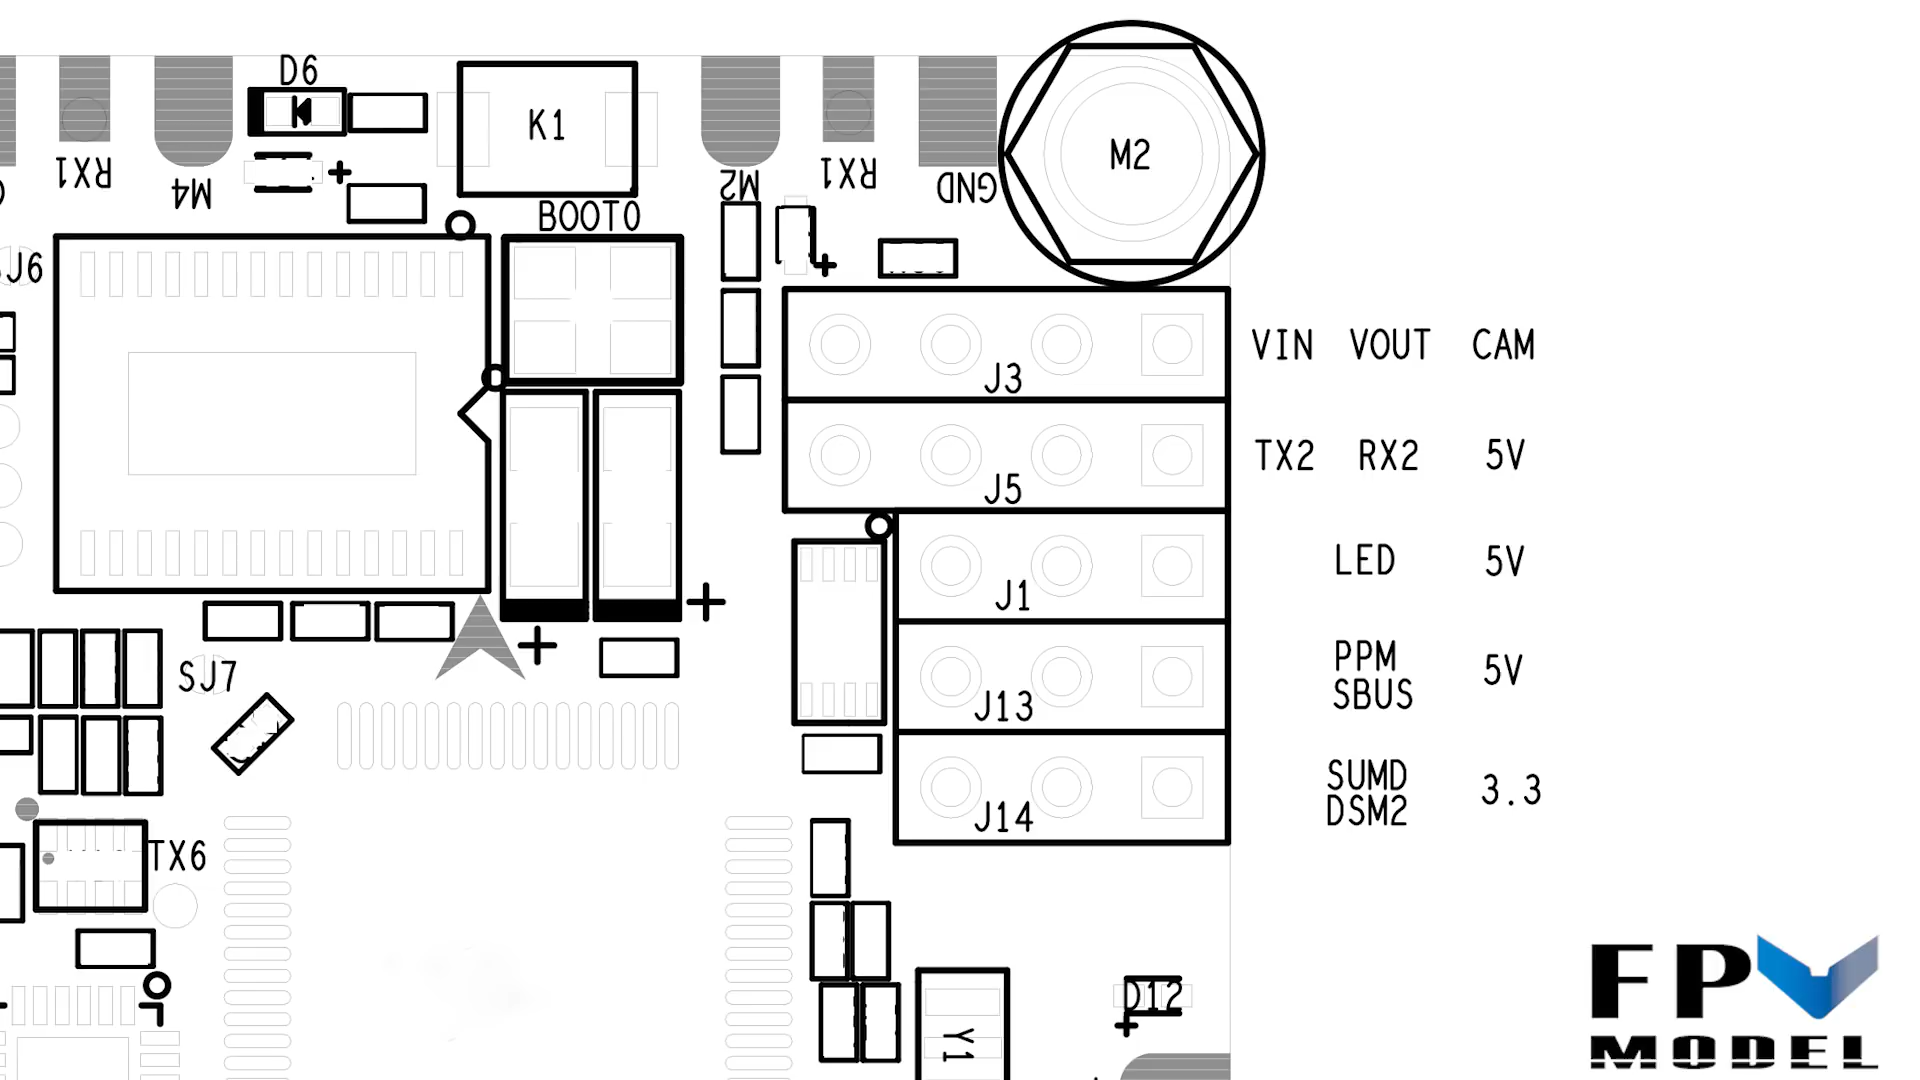 D6
K1
M2
RX1
M4
M2
RX1
GND
BOOT0
J6
J3
VIN VOUT CAM
J5
TX2 RX2 5V
J1
LED 5V
J13
PPM
SBUS
5V
SJ7
J14
SUMD
DSM2
3.3
TX6
D12
Y1
FPV
MODEL